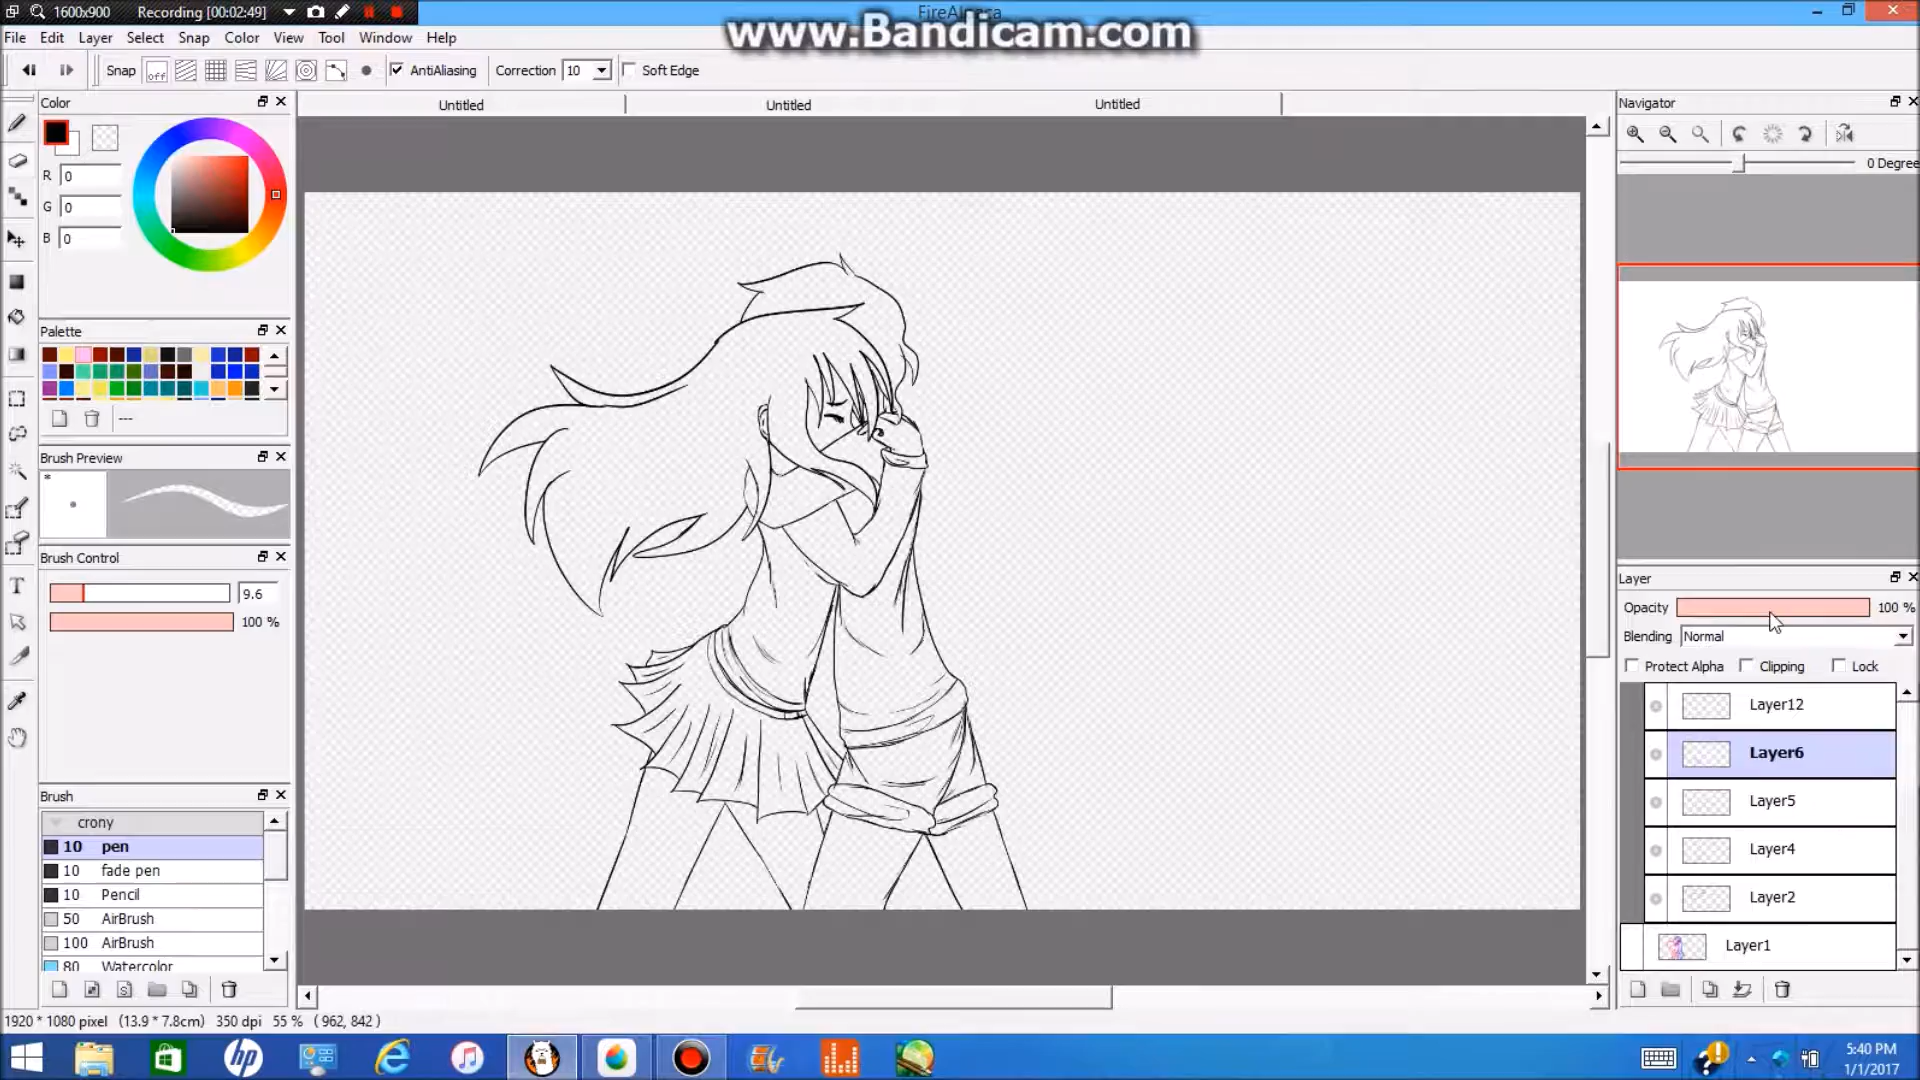 1600x900 Recording [00:02:49]
FireAlpaca
www.Bandicam.com
File Edit Layer Select Snap Color View Tool Window Help
Snap off AntiAliasing Correction 10 Soft Edge
Color
R 0
G 0
B 0
Palette
---
Brush Preview
*
Brush Control
9.6
100 %
Brush
crony
10 pen
10 fade pen
10 Pencil
50 AirBrush
100 AirBrush
80 Watercolor
Untitled Untitled Untitled
Navigator
0 Degree
Layer
Opacity 100 %
Blending Normal
Protect Alpha Clipping Lock
Layer12
Layer6
Layer5
Layer4
Layer2
Layer1
T
S
1920 * 1080 pixel (13.9 * 7.8cm) 350 dpi 55 % ( 962, 842 )
hp
5:40 PM
1/1/2017